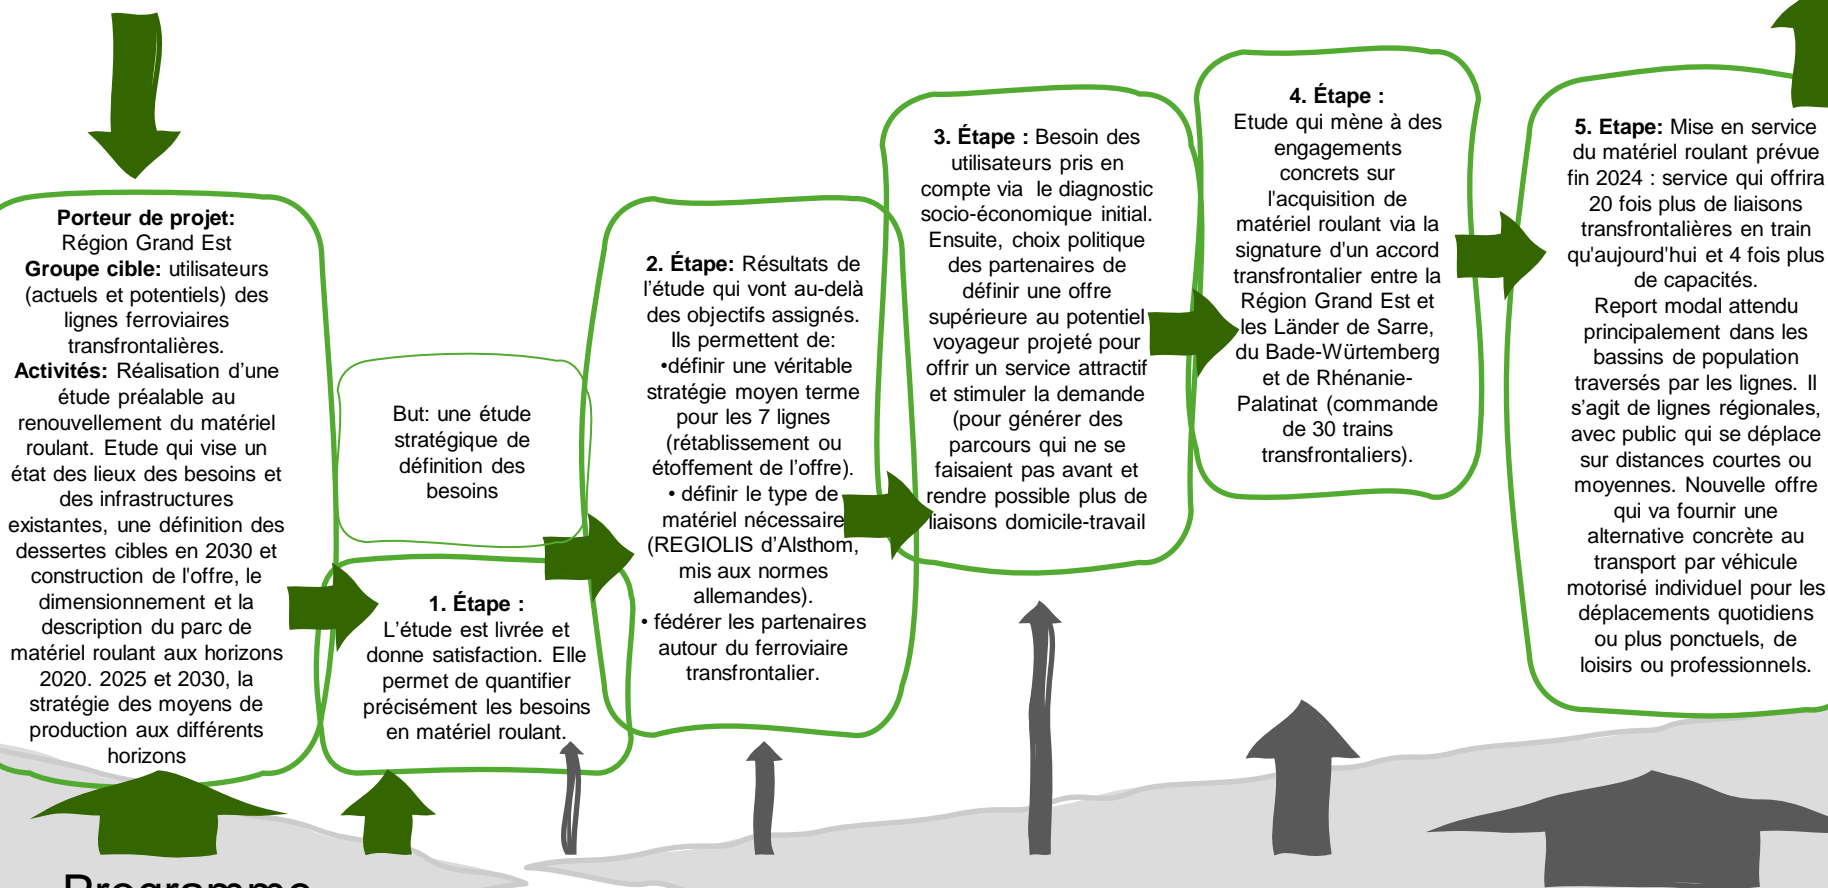 Porteur de projet:
Région Grand Est
Groupe cible: utilisateurs
(actuels et potentiels) des
lignes ferroviaires
transfrontalières.
Activités: Réalisation d'une
étude préalable au
renouvellement du matériel
roulant. Etude qui vise un
état des lieux des besoins et
des infrastructures
existantes, une définition des
dessertes cibles en 2030 et
construction de l'offre, le
dimensionnement et la
description du parc de
matériel roulant aux horizons
2020. 2025 et 2030, la
stratégie des moyens de
production aux différents
horizons
But: une étude
stratégique de
définition des
besoins
1. Étape :
L'étude est livrée et
donne satisfaction. Elle
permet de quantifier
précisément les besoins
en matériel roulant.
2. Étape: Résultats de
l'étude qui vont au-delà
des objectifs assignés.
Ils permettent de:
•définir une véritable
stratégie moyen terme
pour les 7 lignes
(rétablissement ou
étoffement de l'offre).
• définir le type de
matériel nécessaire
(REGIOLIS d'Alsthom,
mis aux normes
allemandes).
• fédérer les partenaires
autour du ferroviaire
transfrontalier.
3. Étape : Besoin des
utilisateurs pris en
compte via le diagnostic
socio-économique initial.
Ensuite, choix politique
des partenaires de
définir une offre
supérieure au potentiel
voyageur projeté pour
offrir un service attractif
et stimuler la demande
(pour générer des
parcours qui ne se
faisaient pas avant et
rendre possible plus de
liaisons domicile-travail
4. Étape :
Etude qui mène à des
engagements
concrets sur
l'acquisition de
matériel roulant via la
signature d'un accord
transfrontalier entre la
Région Grand Est et
les Länder de Sarre,
du Bade-Würtemberg
et de Rhénanie-
Palatinat (commande
de 30 trains
transfrontaliers).
5. Etape: Mise en service
du matériel roulant prévue
fin 2024 : service qui offrira
20 fois plus de liaisons
transfrontalières en train
qu'aujourd'hui et 4 fois plus
de capacités.
Report modal attendu
principalement dans les
bassins de population
traversés par les lignes. Il
s'agit de lignes régionales,
avec public qui se déplace
sur distances courtes ou
moyennes. Nouvelle offre
qui va fournir une
alternative concrète au
transport par véhicule
motorisé individuel pour les
déplacements quotidiens
ou plus ponctuels, de
loisirs ou professionnels.
Programme